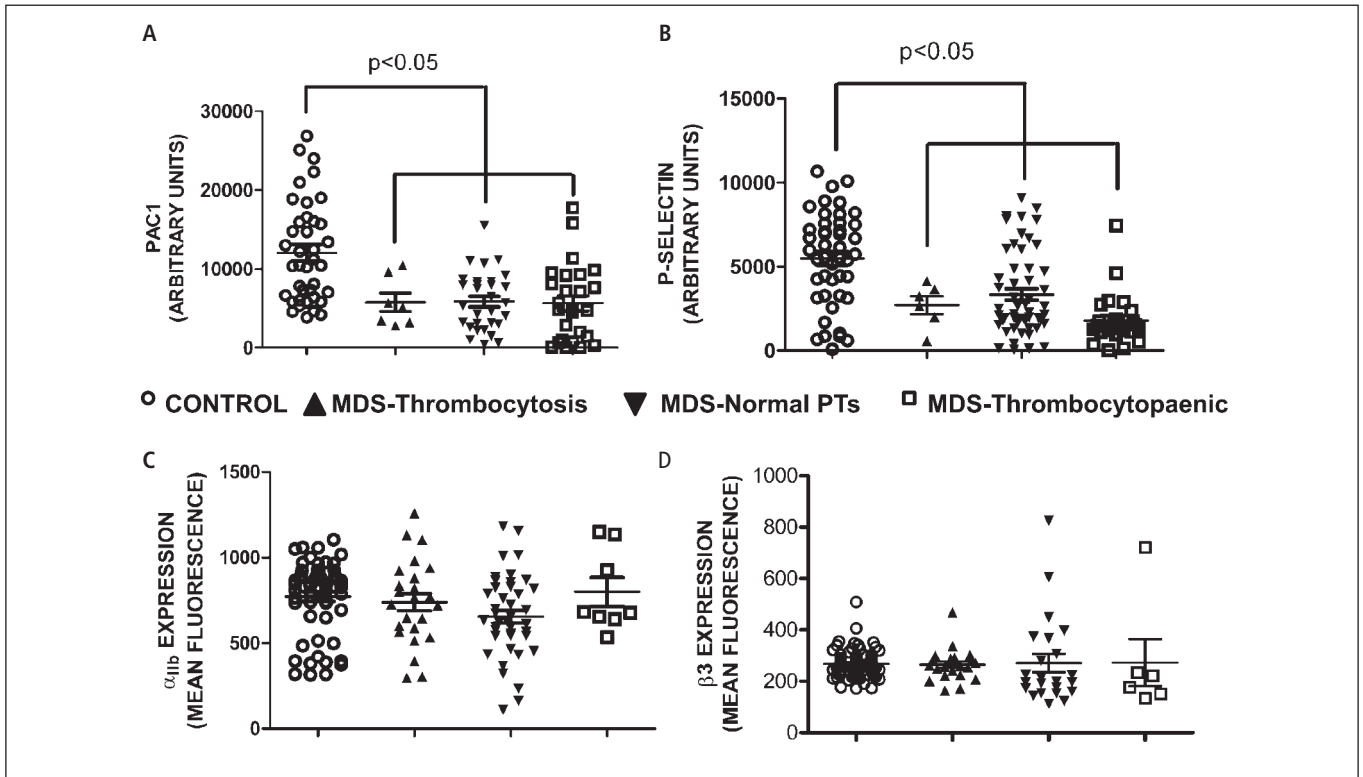 A
p<0.05
PAC1
(ARBITRARY UNITS)
30000
20000
10000
0
B
p<0.05
P-SELECTIN
(ARBITRARY UNITS)
15000
10000
5000
0
CONTROL
MDS-Thrombocytosis
MDS-Normal PTs
MDS-Thrombocytopaenic
C
αIIb EXPRESSION
(MEAN FLUORESCENCE)
1500
1000
500
0
D
β3 EXPRESSION
(MEAN FLUORESCENCE)
1000
800
600
400
200
0